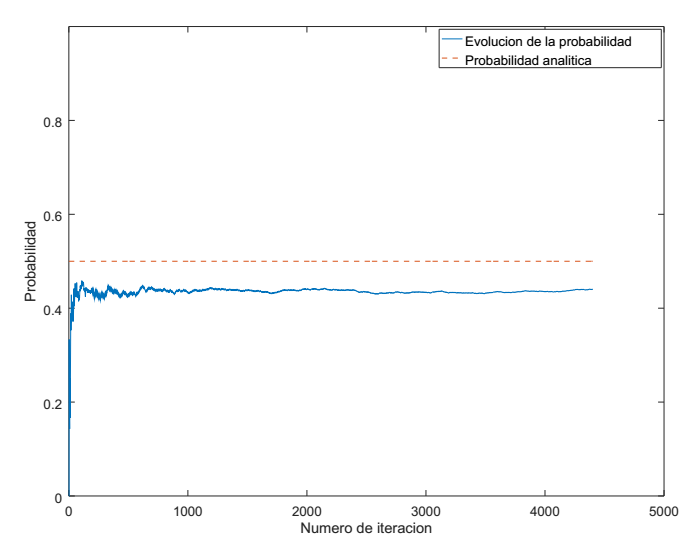 Evolucion de la probabilidad
Probabilidad analitica
Probabilidad
0.8
0.6
0.4
0.2
0
0 1000 2000 3000 4000 5000
Numero de iteracion